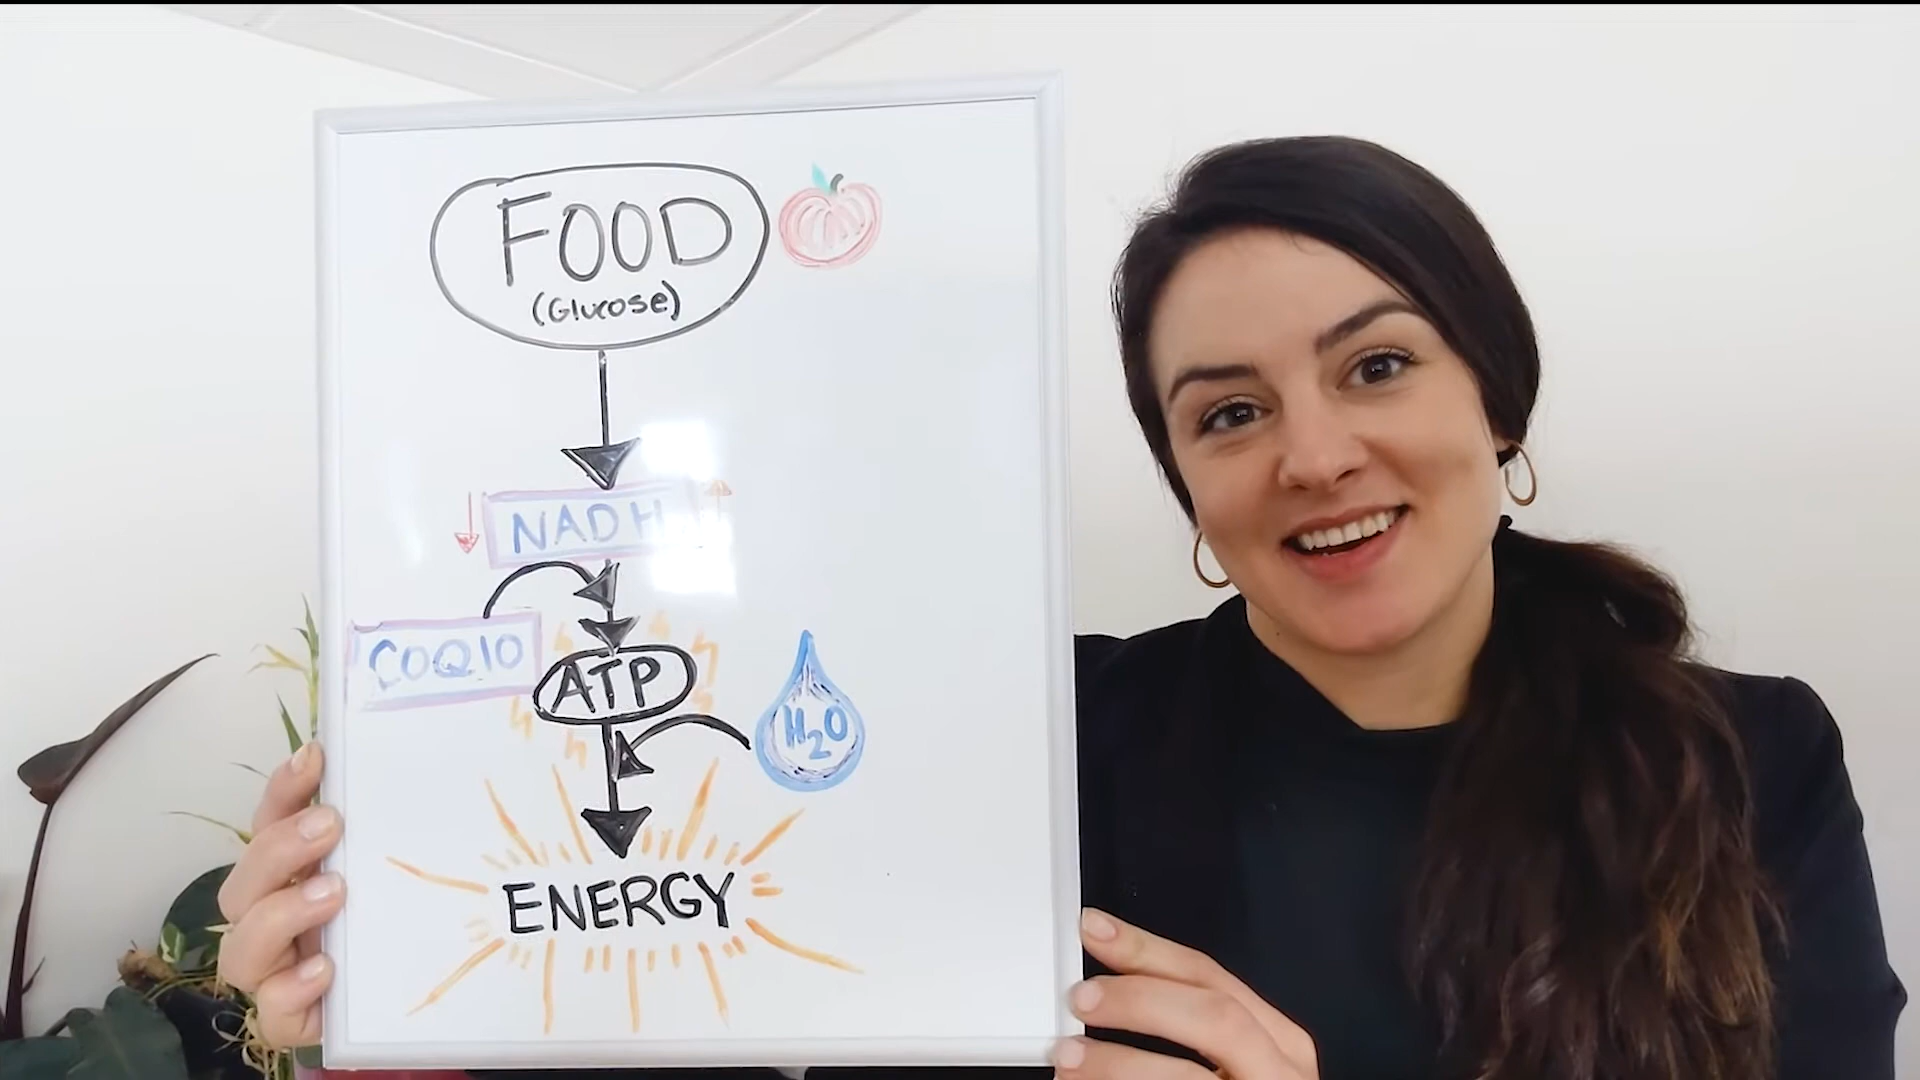 FOOD
(Glucose)
NADH
COQ10
ATP
H2O
ENERGY